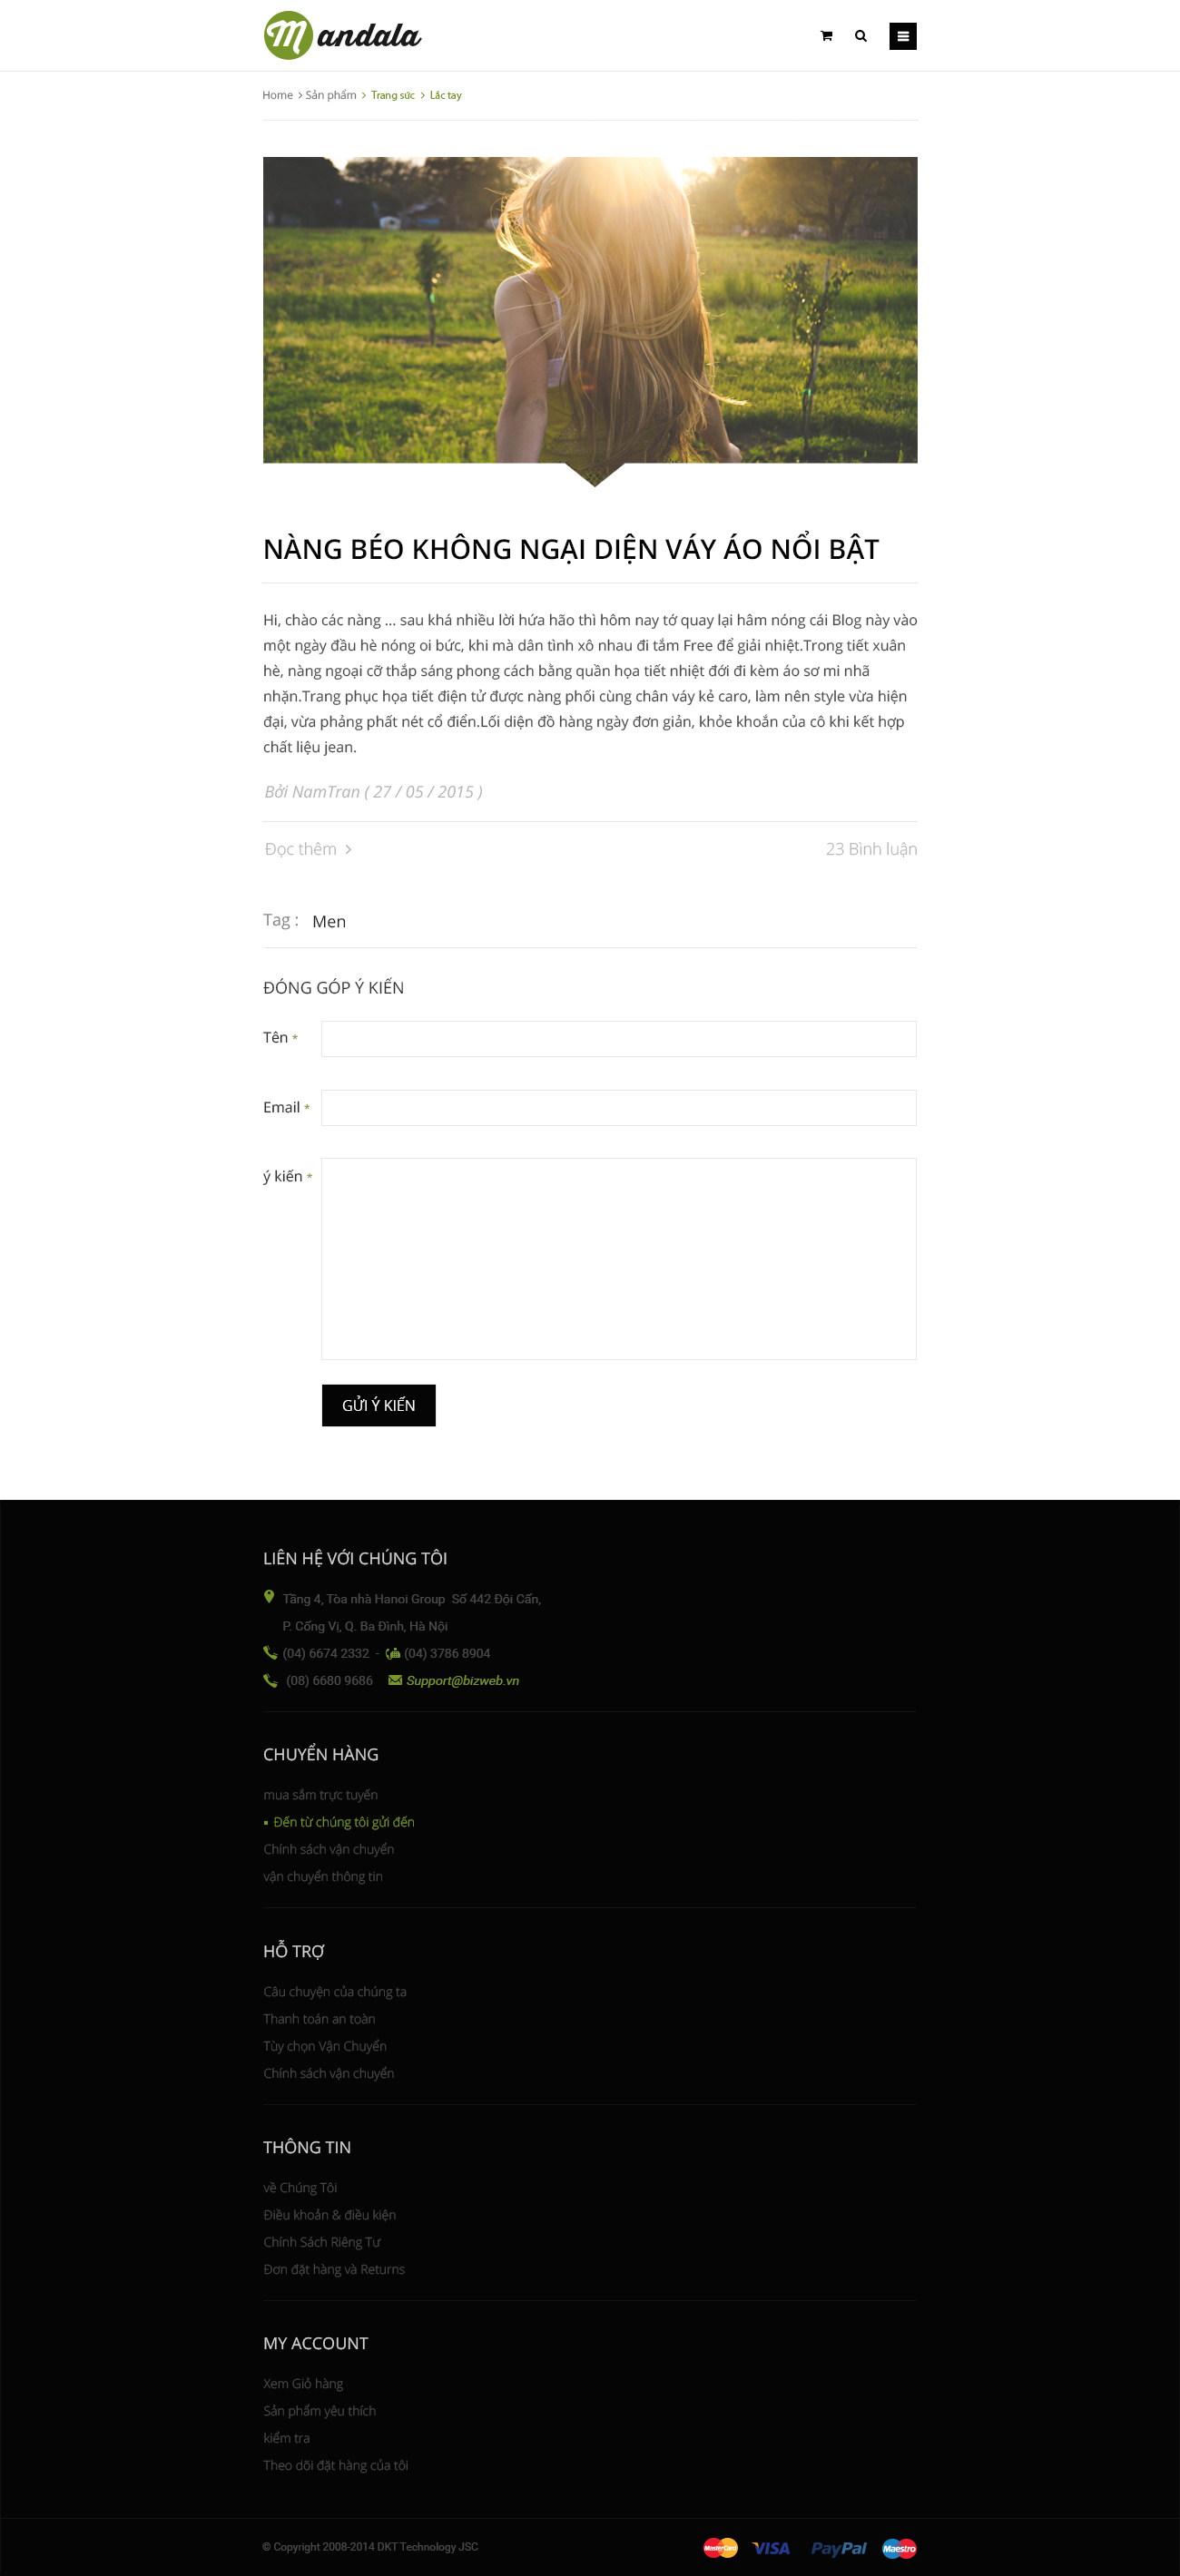 Mandala
Home > Sản phẩm > Trang sức > Lắc tay
NÀNG BÉO KHÔNG NGẠI DIỆN VÁY ÁO NỔI BẬT
Hi, chào các nàng ... sau khá nhiều lời hứa hão thì hôm nay tớ quay lại hâm nóng cái Blog này vào
một ngày đầu hè nóng oi bức, khi mà dân tình xô nhau đi tắm Free để giải nhiệt.Trong tiết xuân
hè, nàng ngoại cỡ thắp sáng phong cách bằng quần họa tiết nhiệt đới đi kèm áo sơ mi nhã
nhặn.Trang phục họa tiết điện tử được nàng phối cùng chân váy kẻ caro, làm nên style vừa hiện
đại, vừa phảng phất nét cổ điển.Lối diện đồ hàng ngày đơn giản, khỏe khoắn của cô khi kết hợp
chất liệu jean.
Bởi NamTran ( 27 / 05 / 2015 )
Đọc thêm >
23 Bình luận
Tag : Men
ĐÓNG GÓP Ý KIẾN
Tên *
Email *
ý kiến *
GỬI Ý KIẾN
LIÊN HỆ VỚI CHÚNG TÔI
Tầng 4, Tòa nhà Hanoi Group Số 442 Đội Cấn,
P. Cống Vị, Q. Ba Đình, Hà Nội
(04) 6674 2332 - (04) 3786 8904
(08) 6680 9686 Support@bizweb.vn
CHUYỂN HÀNG
mua sắm trực tuyến
Đến từ chúng tôi gửi đến
Chính sách vận chuyển
vận chuyển thông tin
HỖ TRỢ
Câu chuyện của chúng ta
Thanh toán an toàn
Tùy chọn Vận Chuyển
Chính sách vận chuyển
THÔNG TIN
về Chúng Tôi
Điều khoản & điều kiện
Chính Sách Riêng Tư
Đơn đặt hàng và Returns
MY ACCOUNT
Xem Giỏ hàng
Sản phẩm yêu thích
kiểm tra
Theo dõi đặt hàng của tôi
© Copyright 2008-2014 DKT Technology JSC
MasterCard VISA PayPal Maestro